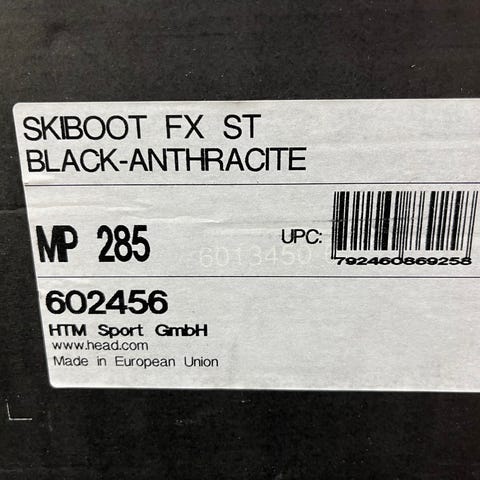 SKIBOOT FX ST
BLACK-ANTHRACITE
MP 285
UPC:
792460869258
6013450
602456
HTM Sport GmbH
www.head.com
Made in European Union